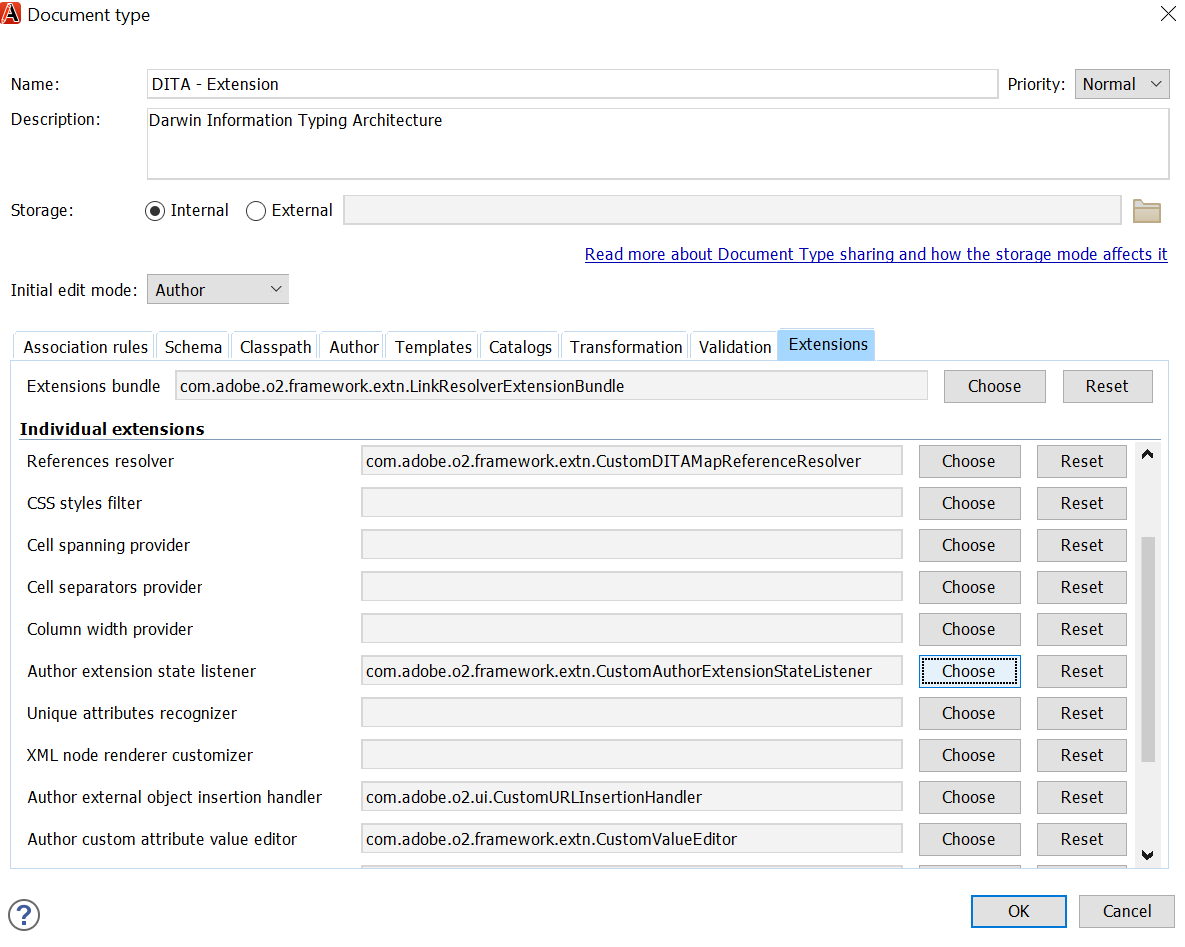 Document type
Name: DITA - Extension Priority: Normal
Description: Darwin Information Typing Architecture
Storage: Internal External
Read more about Document Type sharing and how the storage mode affects it
Initial edit mode: Author
Association rules Schema Classpath Author Templates Catalogs Transformation Validation Extensions
Extensions bundle com.adobe.o2.framework.extn.LinkResolverExtensionBundle Choose Reset
Individual extensions
References resolver com.adobe.o2.framework.extn.CustomDITAMapReferenceResolver Choose Reset
CSS styles filter Choose Reset
Cell spanning provider Choose Reset
Cell separators provider Choose Reset
Column width provider Choose Reset
Author extension state listener com.adobe.o2.framework.extn.CustomAuthorExtensionStateListener Choose Reset
Unique attributes recognizer Choose Reset
XML node renderer customizer Choose Reset
Author external object insertion handler com.adobe.o2.ui.CustomURLInsertionHandler Choose Reset
Author custom attribute value editor com.adobe.o2.framework.extn.CustomValueEditor Choose Reset
? OK Cancel